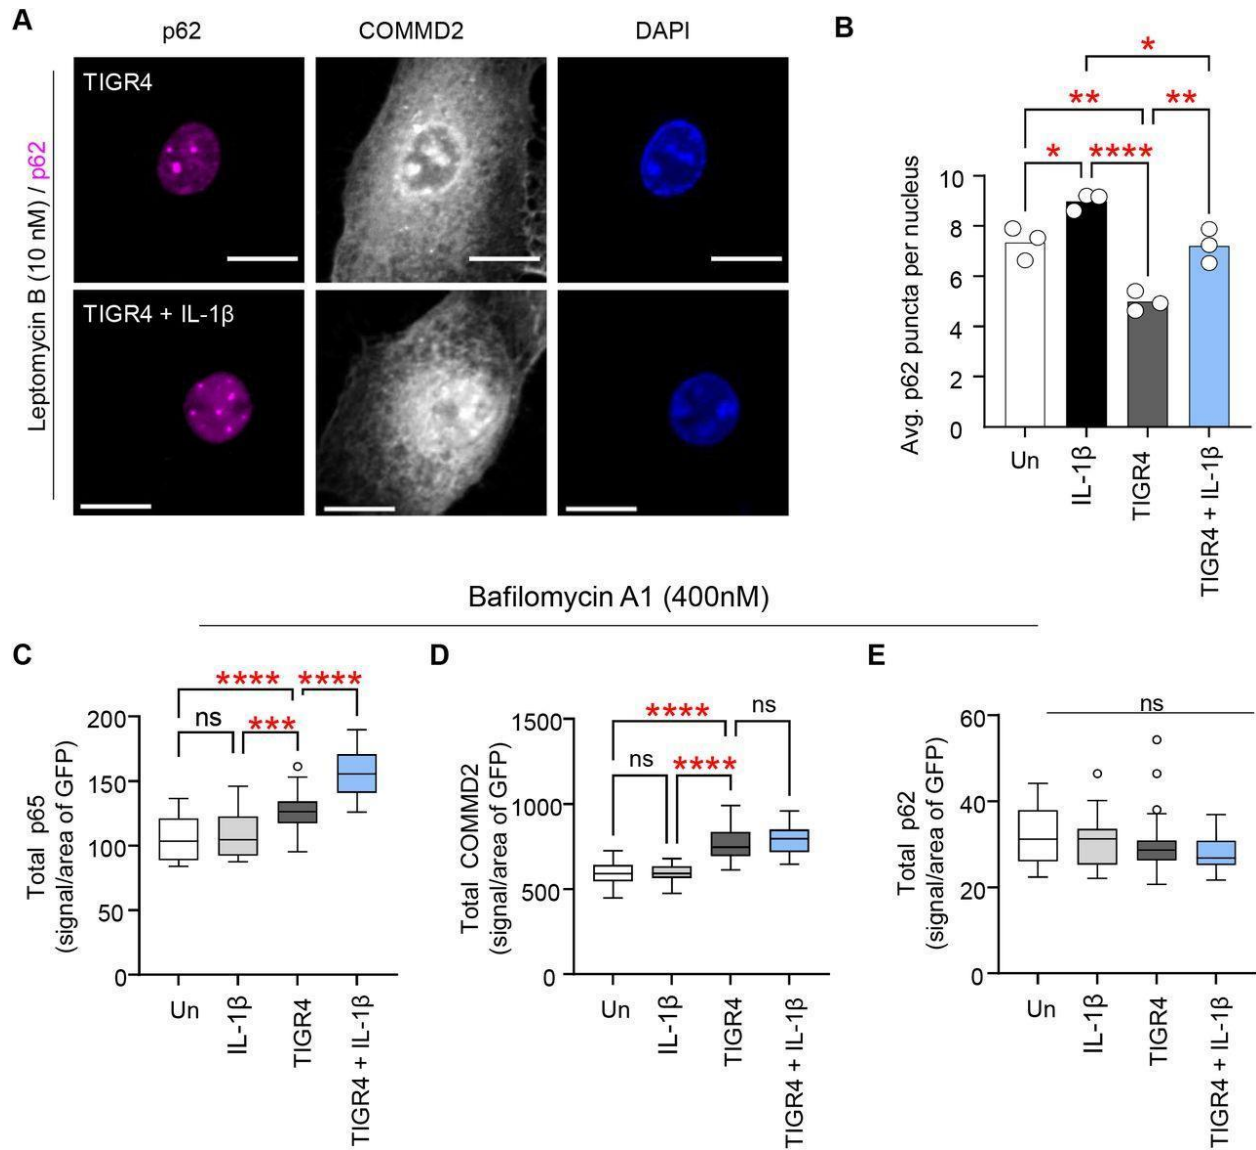 A
p62
COMMD2
DAPI
Leptomycin B (10 nM) / p62
TIGR4
TIGR4 + IL-1β
B
*
** **
* ****
Avg. p62 puncta per nucleus
10
8
6
4
2
0
Un
IL-1β
TIGR4
TIGR4 + IL-1β
Bafilomycin A1 (400nM)
C
**** ****
ns ***
Total p65
(signal/area of GFP)
200
150
100
50
0
Un
IL-1β
TIGR4
TIGR4 + IL-1β
D
**** ns
ns ****
Total COMMD2
(signal/area of GFP)
1500
1000
500
0
Un
IL-1β
TIGR4
TIGR4 + IL-1β
E
ns
Total p62
(signal/area of GFP)
60
40
20
0
Un
IL-1β
TIGR4
TIGR4 + IL-1β